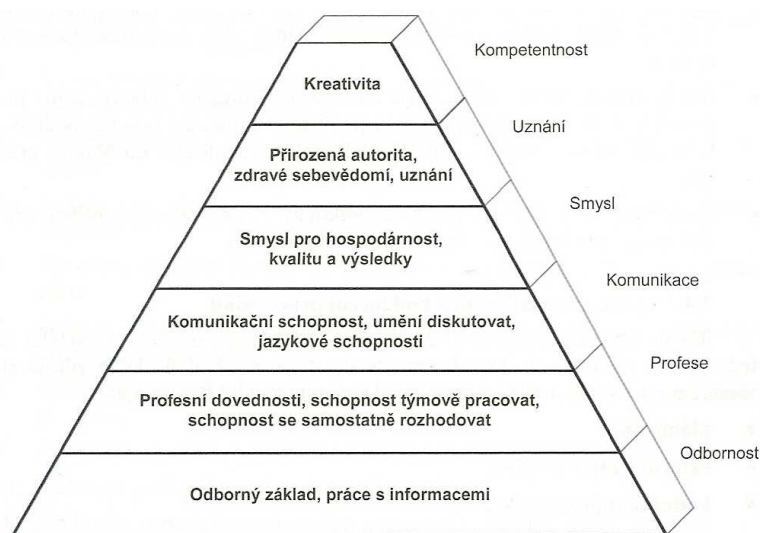 Kompetentnost
Kreativita
Uznání
Přirozená autorita,
zdravé sebevědomí, uznání
Smysl
Smysl pro hospodárnost,
kvalitu a výsledky
Komunikace
Komunikační schopnost, umění diskutovat,
jazykové schopnosti
Profese
Profesní dovednosti, schopnost týmově pracovat,
schopnost se samostatně rozhodovat
Odbornost
Odborný základ, práce s informacemi